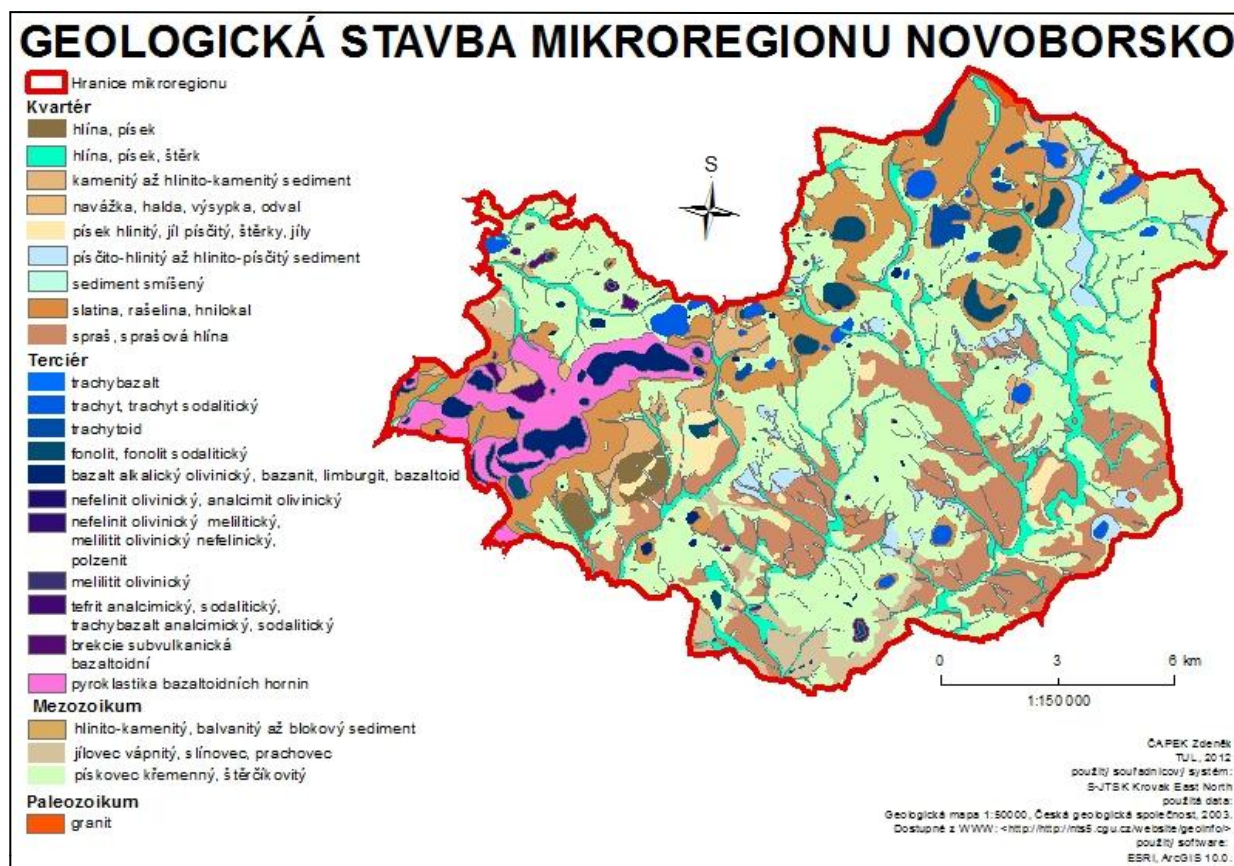 GEOLOGICKÁ STAVBA MIKROREGIONU NOVOBORSKO
Hranice mikroregionu
Kvartér
hlína, písek
hlína, písek, štěrk
kamenitý až hlinito-kamenitý sediment
navážka, halda, výsypka, odval
písek hlinitý, jíl písčitý, štěrky, jíly
písčito-hlinitý až hlinito-písčitý sediment
sediment smíšený
slatina, rašelina, hnilokal
spraš, sprašová hlína
Terciér
trachybazalt
trachyt, trachyt sodalitický
trachytoid
fonolit, fonolit sodalitický
bazalt alkalický olivinický, bazanit, limburgit, bazaltoid
nefelinit olivinický, analcimit olivinický
nefelinit olivinický melilitický,
melilitit olivinický nefelinický,
polzenit
melilitit olivinický
tefrit analcimický, sodalitický,
trachybazalt analcimický, sodalitický
brekcie subvulkanická
bazaltoidní
pyroklastika bazaltoidních hornin
Mezozoikum
hlinito-kamenitý, balvanitý až blokový sediment
jílovec vápnitý, slínovec, prachovec
pískovec křemenný, štěrčíkovitý
Paleozoikum
granit
S
0 3 6 km
1:150 000
ČAPEK Zdeněk
TUL, 2012
použitý souřadnicový systém:
S-JTSK Krovak East North
použitá data:
Geologická mapa 1:50000, Česká geologická společnost, 2003.
Dostupné z WWW: <http://http://nts5.cgu.cz/website/geoinfo/>
použitý software:
ESRI, ArcGIS 10.0.